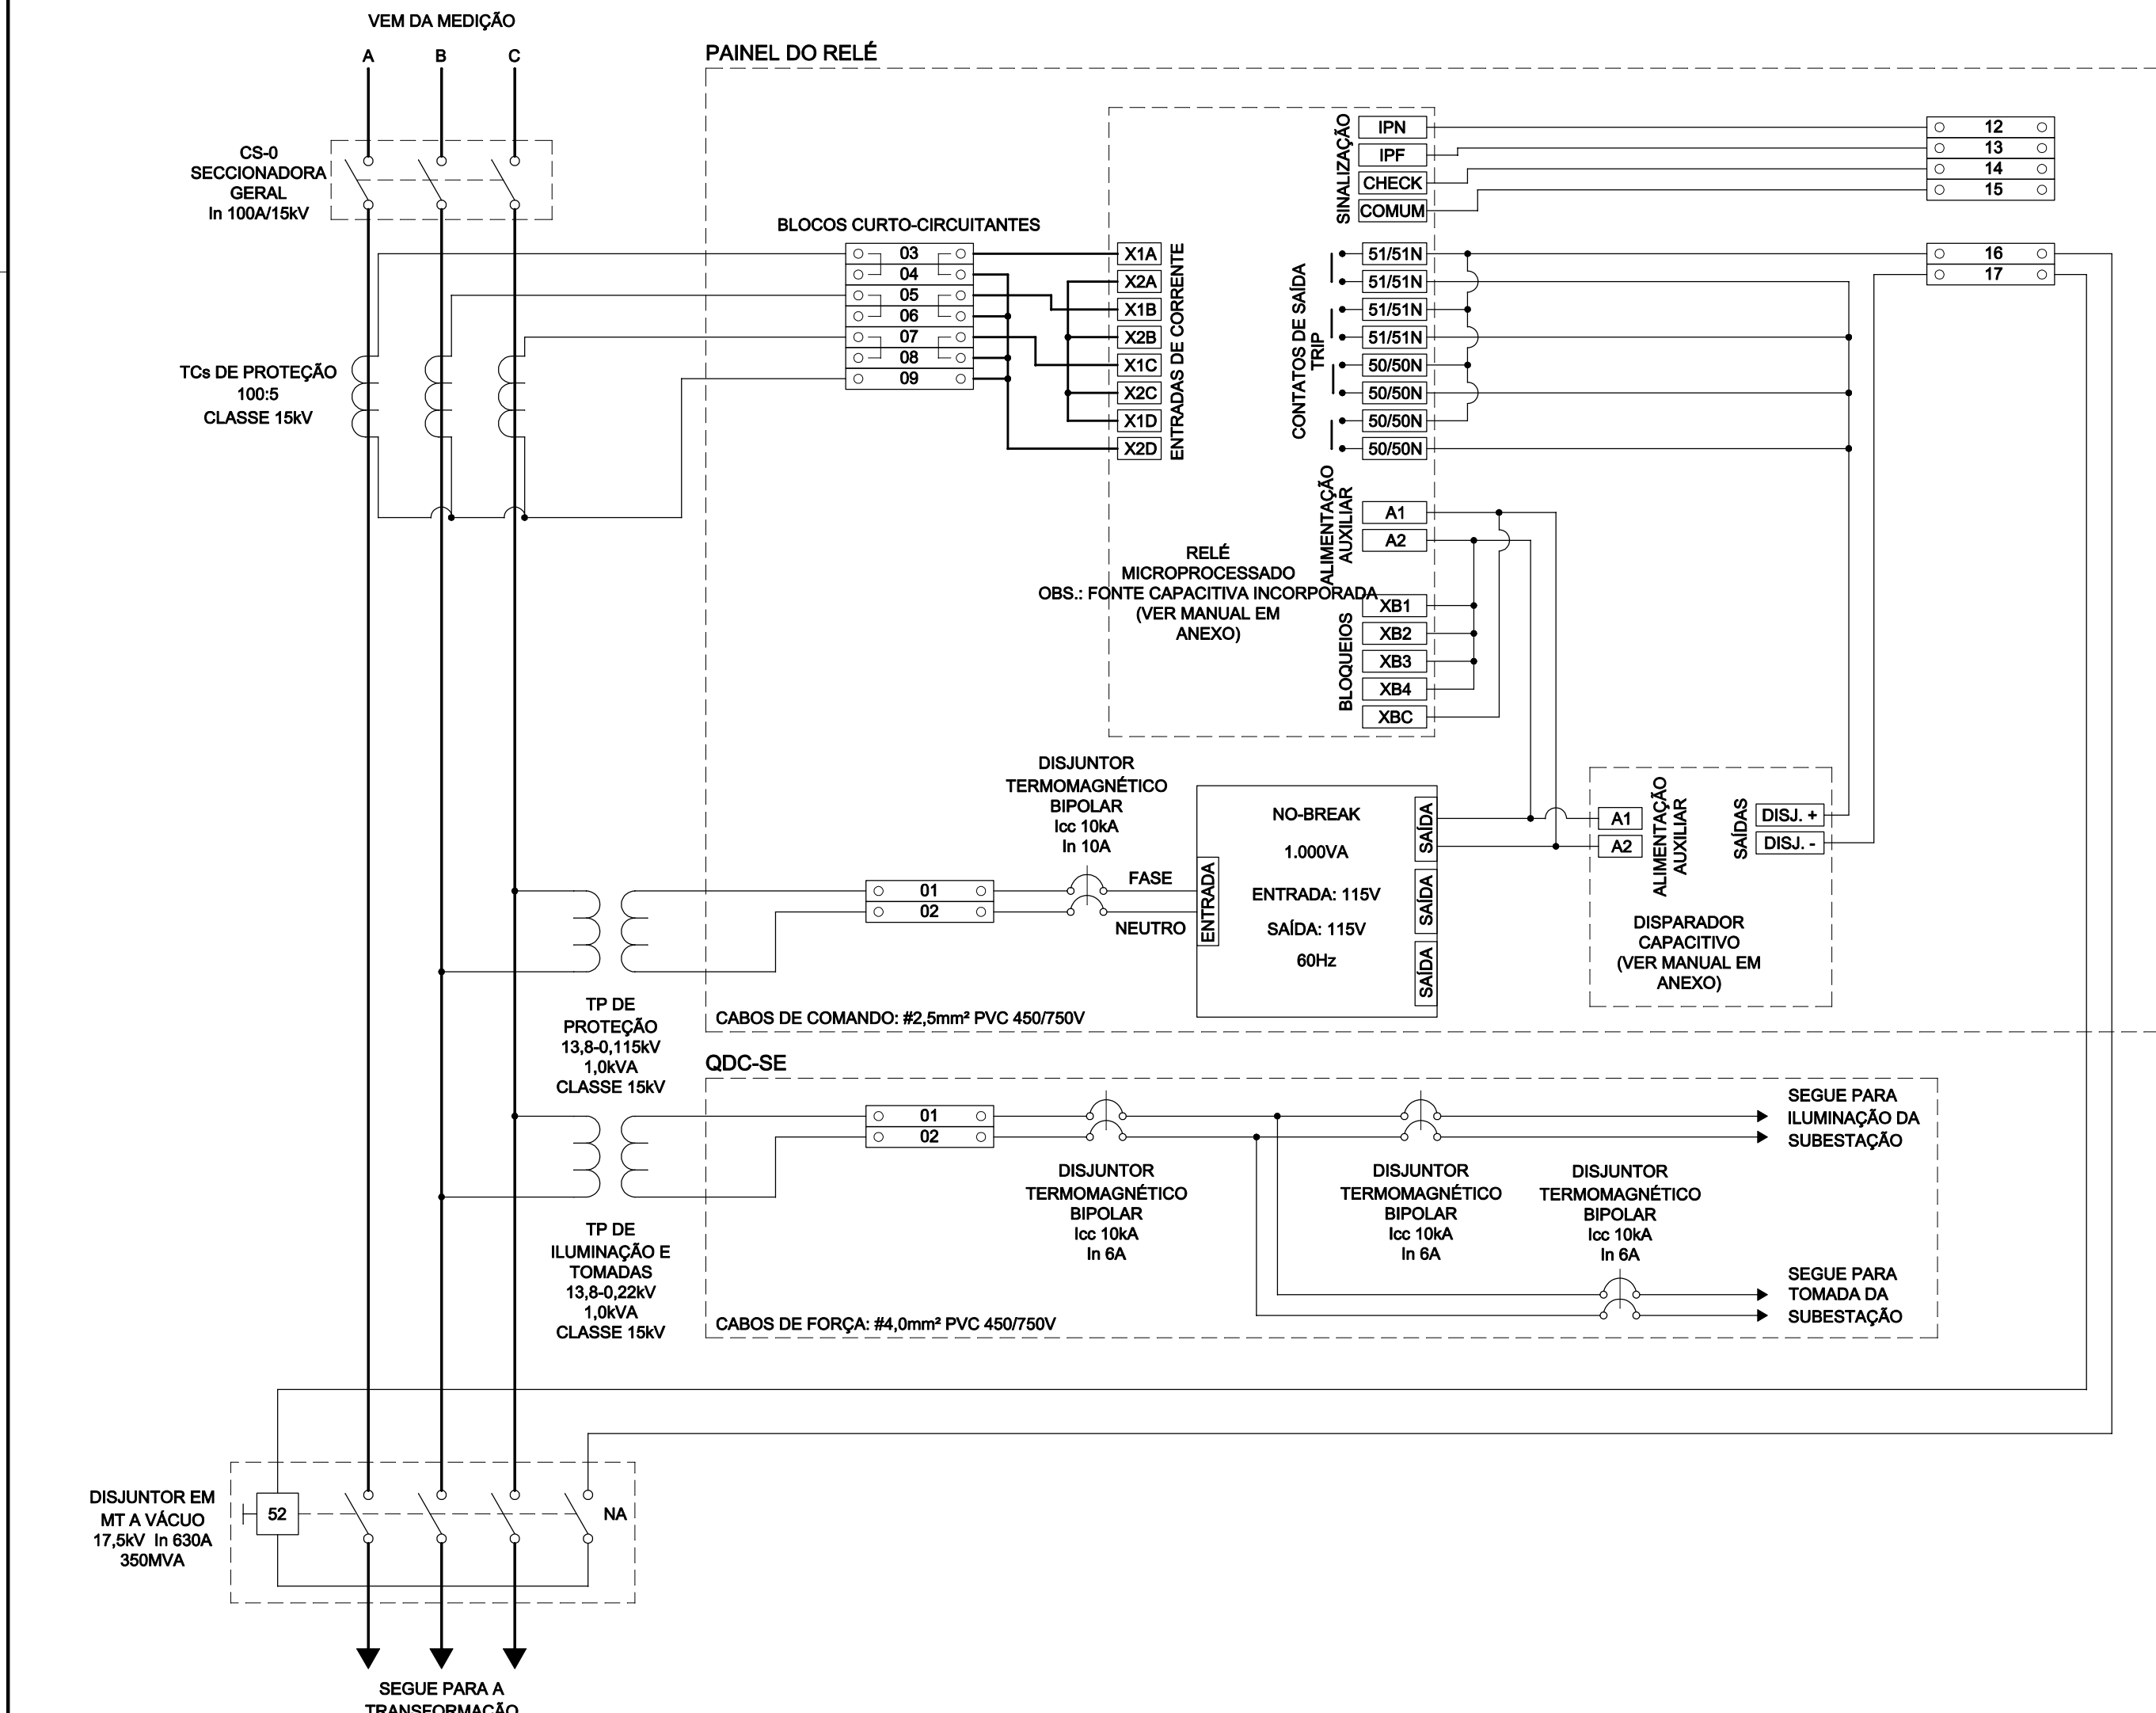 VEM DA MEDIÇÃO
A
B
C
CS-0
SECCIONADORA
GERAL
In 100A/15kV
TCs DE PROTEÇÃO
100:5
CLASSE 15kV
PAINEL DO RELÉ
BLOCOS CURTO-CIRCUITANTES
03
04
05
06
07
08
09
X1A
X2A
X1B
X2B
X1C
X2C
X1D
X2D
ENTRADAS DE CORRENTE
SINALIZAÇÃO
IPN
IPF
CHECK
COMUM
CONTATOS DE SAÍDA
TRIP
51/51N
51/51N
51/51N
51/51N
50/50N
50/50N
50/50N
50/50N
ALIMENTAÇÃO
AUXILIAR
A1
A2
BLOQUEIOS
XB1
XB2
XB3
XB4
XBC
RELÉ
MICROPROCESSADO
OBS.: FONTE CAPACITIVA INCORPORADA
(VER MANUAL EM
ANEXO)
12
13
14
15
16
17
DISJUNTOR
TERMOMAGNÉTICO
BIPOLAR
Icc 10kA
In 10A
01
02
FASE
NEUTRO
ENTRADA
NO-BREAK
1.000VA
ENTRADA: 115V
SAÍDA: 115V
60Hz
SAÍDA
SAÍDA
SAÍDA
A1
A2
ALIMENTAÇÃO
AUXILIAR
SAÍDAS
DISJ. +
DISJ. -
DISPARADOR
CAPACITIVO
(VER MANUAL EM
ANEXO)
TP DE
PROTEÇÃO
13,8-0,115kV
1,0kVA
CLASSE 15kV
CABOS DE COMANDO: #2,5mm² PVC 450/750V
QDC-SE
01
02
DISJUNTOR
TERMOMAGNÉTICO
BIPOLAR
Icc 10kA
In 6A
DISJUNTOR
TERMOMAGNÉTICO
BIPOLAR
Icc 10kA
In 6A
DISJUNTOR
TERMOMAGNÉTICO
BIPOLAR
Icc 10kA
In 6A
SEGUE PARA
ILUMINAÇÃO DA
SUBESTAÇÃO
SEGUE PARA
TOMADA DA
SUBESTAÇÃO
TP DE
ILUMINAÇÃO E
TOMADAS
13,8-0,22kV
1,0kVA
CLASSE 15kV
CABOS DE FORÇA: #4,0mm² PVC 450/750V
DISJUNTOR EM
MT A VÁCUO
17,5kV In 630A
350MVA
52
NA
SEGUE PARA A
TRANSFORMAÇÃO